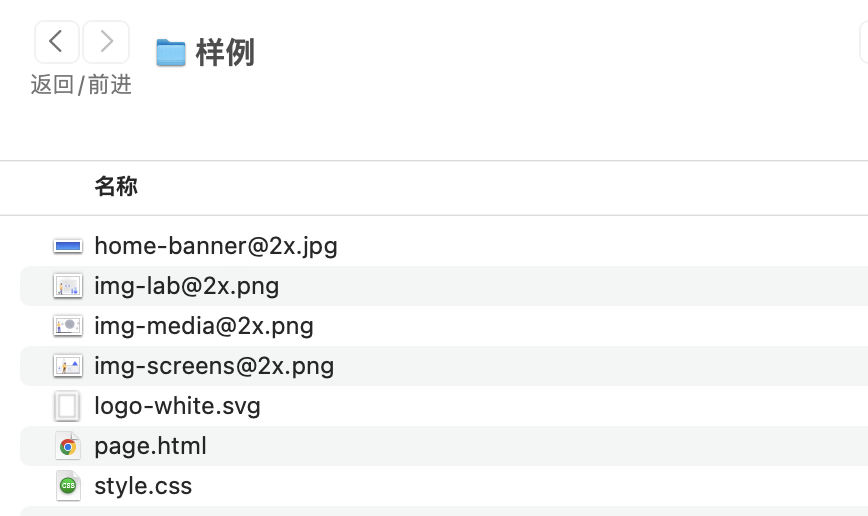 样例
返回/前进
名称
home-banner@2x.jpg
img-lab@2x.png
img-media@2x.png
img-screens@2x.png
logo-white.svg
page.html
CSS
style.css